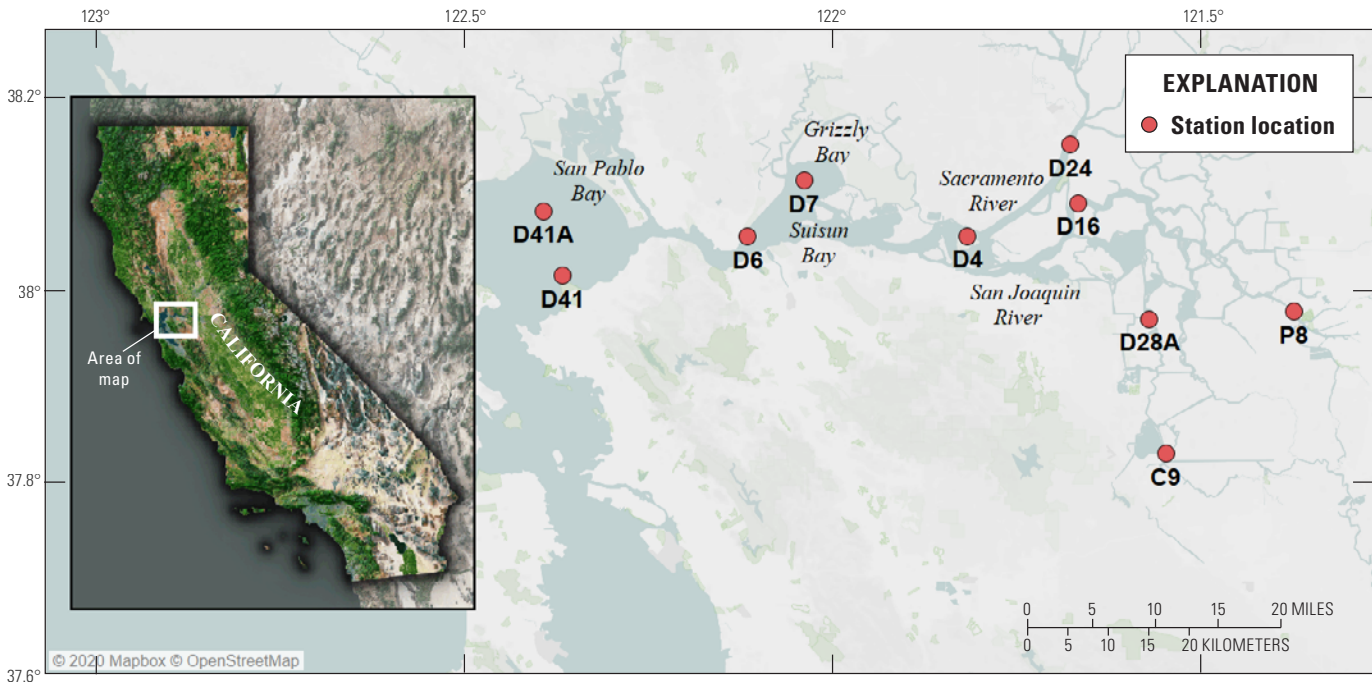 123°
122.5°
122°
121.5°
38.2°
38°
37.8°
37.6°
EXPLANATION
Station location
Grizzly
Bay
San Pablo
Bay
Sacramento
River
Suisun
Bay
San Joaquin
River
D24
D7
D16
D41A
D6
D4
D41
D28A
P8
C9
CALIFORNIA
Area of
map
0 5 10 15 20 MILES
0 5 10 15 20 KILOMETERS
© 2020 Mapbox © OpenStreetMap